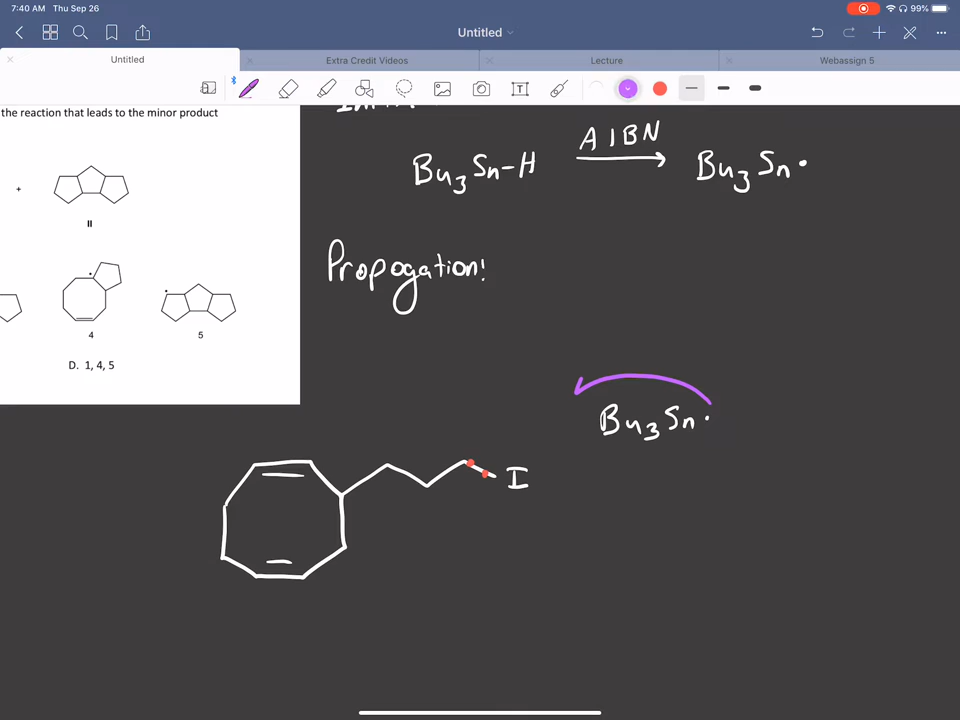 7:40 AM Thu Sep 26
99%
Untitled
Untitled
Extra Credit Videos
Lecture
Webassign 5
the reaction that leads to the minor product
+
II
4
5
D. 1, 4, 5
AIBN
Bu3Sn-H
Bu3Sn•
Propogation!
Bu3Sn•
I